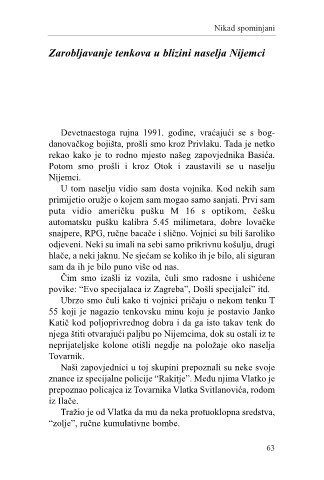 Nikad spominjani
Zarobljavanje tenkova u blizini naselja Nijemci
Devetnaestoga rujna 1991. godine, vraćajući se s bog-
danovačkog bojišta, prošli smo kroz Privlaku. Tada je netko
rekao kako je to rodno mjesto našeg zapovjednika Basića.
Potom smo prošli i kroz Otok i zaustavili se u naselju
Nijemci.
U tom naselju vidio sam dosta vojnika. Kod nekih sam
primijetio oružje o kojem sam mogao samo sanjati. Prvi sam
puta vidio američku pušku M 16 s optikom, češku
automatsku pušku kalibra 5.45 milimetara, dobre lovačke
snajpere, RPG, ručne bacače i slično. Vojnici su bili šaroliko
odjeveni. Neki su imali na sebi samo prikrivnu košulju, drugi
hlače, a neki jaknu. Ne sjećam se koliko ih je bilo, ali siguran
sam da ih je bilo puno više od nas.
Čim smo izašli iz vozila, čuli smo radosne i ushićene
povike: “Evo specijalaca iz Zagreba”, Došli specijalci” itd.
Ubrzo smo čuli kako ti vojnici pričaju o nekom tenku T
55 koji je nagazio tenkovsku minu koju je postavio Janko
Katić kod poljoprivrednog dobra i da ga isto takav tenk do
njega štiti otvarajući paljbu po Nijemcima, dok su ostali iz te
neprijateljske kolone otišli negdje na položaje oko naselja
Tovarnik.
Naši zapovjednici u toj skupini prepoznali su neke svoje
znance iz specijalne policije “Rakitje”. Među njima Vlatko je
prepoznao policajca iz Tovarnika Vlatka Svitlanovića, rodom
iz Ilače.
Tražio je od Vlatka da mu da neka protuoklopna sredstva,
“zolje”, ručne kumulativne bombe.
63